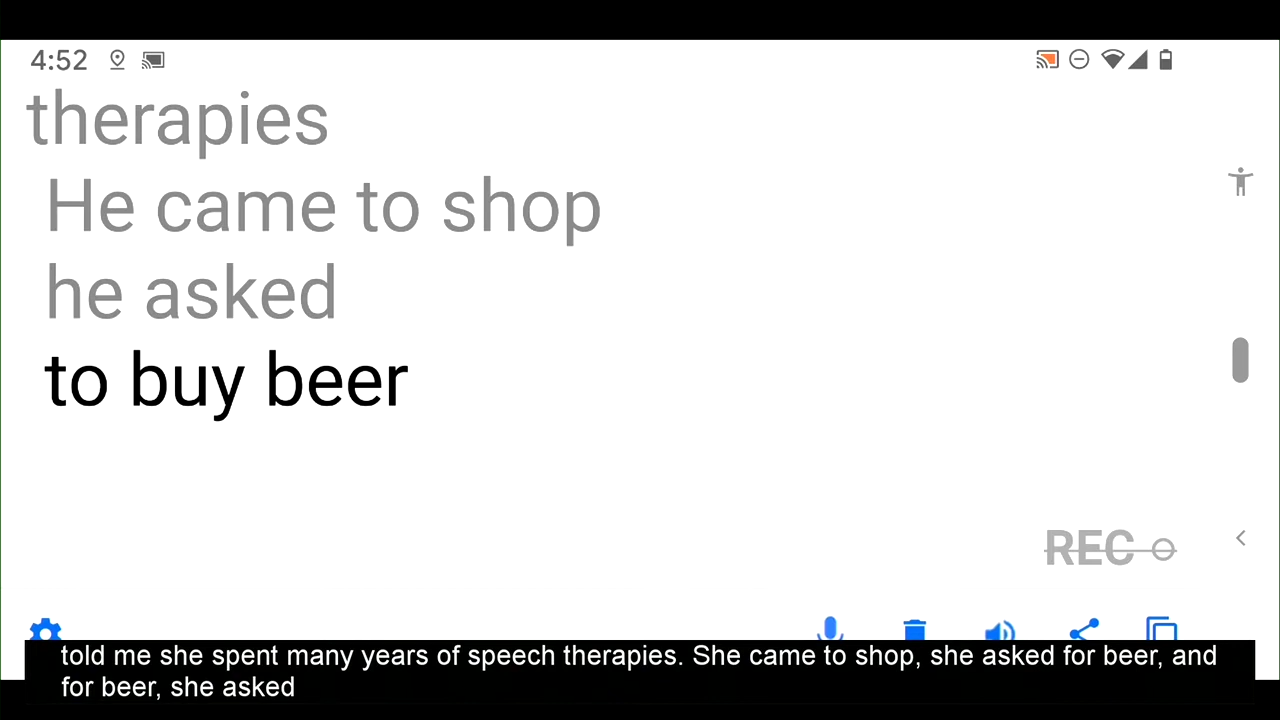 4:52
therapies
He came to shop
he asked
to buy beer
REC
told me she spent many years of speech therapies. She came to shop, she asked for beer, and
for beer, she asked